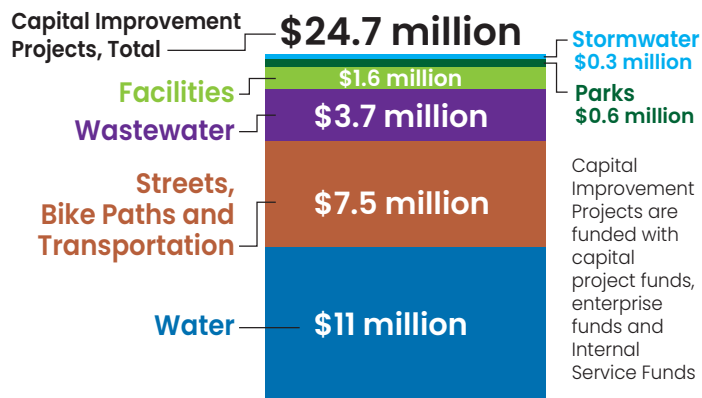 Capital Improvement
Projects, Total
$24.7 million
Stormwater
$0.3 million
Parks
$0.6 million
Facilities
$1.6 million
Wastewater
$3.7 million
Streets,
Bike Paths and
Transportation
$7.5 million
Water
$11 million
Capital
Improvement
Projects are
funded with
capital
project funds,
enterprise
funds and
Internal
Service Funds